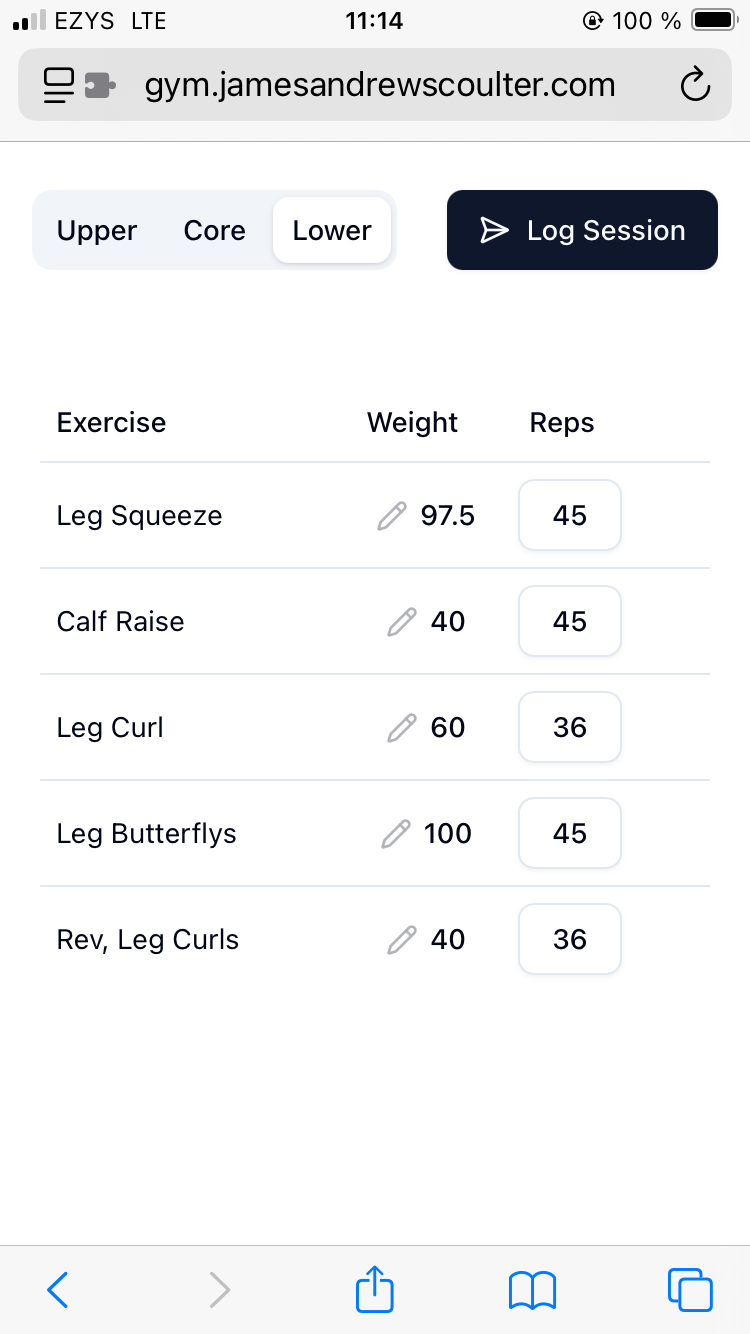 EZYS LTE 11:14 100 %
gym.jamesandrewscoulter.com
Upper Core Lower Log Session
Exercise Weight Reps
Leg Squeeze 97.5 45
Calf Raise 40 45
Leg Curl 60 36
Leg Butterflys 100 45
Rev, Leg Curls 40 36